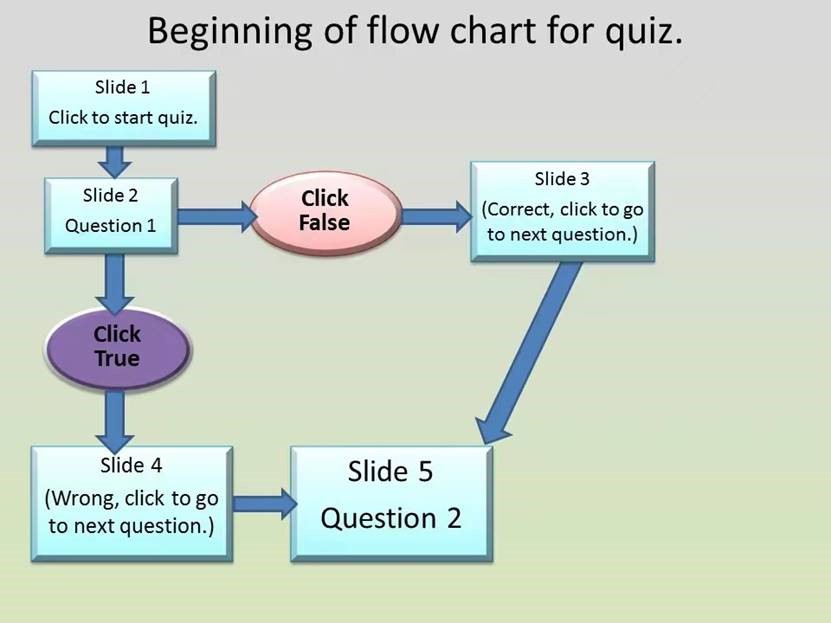 Beginning of flow chart for quiz.
Slide 1
Click to start quiz.
Slide 2
Question 1
Click
False
Slide 3
(Correct, click to go
to next question.)
Click
True
Slide 4
(Wrong, click to go
to next question.)
Slide 5
Question 2